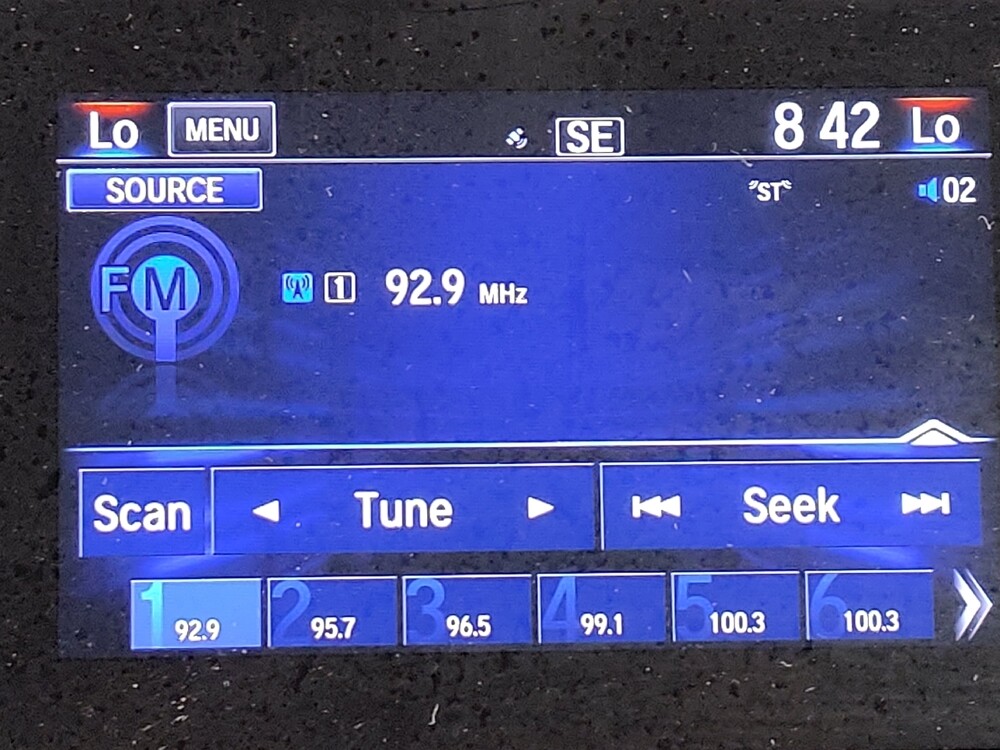 Lo MENU SE 8 42 Lo
SOURCE ST 02
FM 1 92.9 MHz
Scan Tune Seek
1 92.9 2 95.7 3 96.5 4 99.1 5 100.3 6 100.3